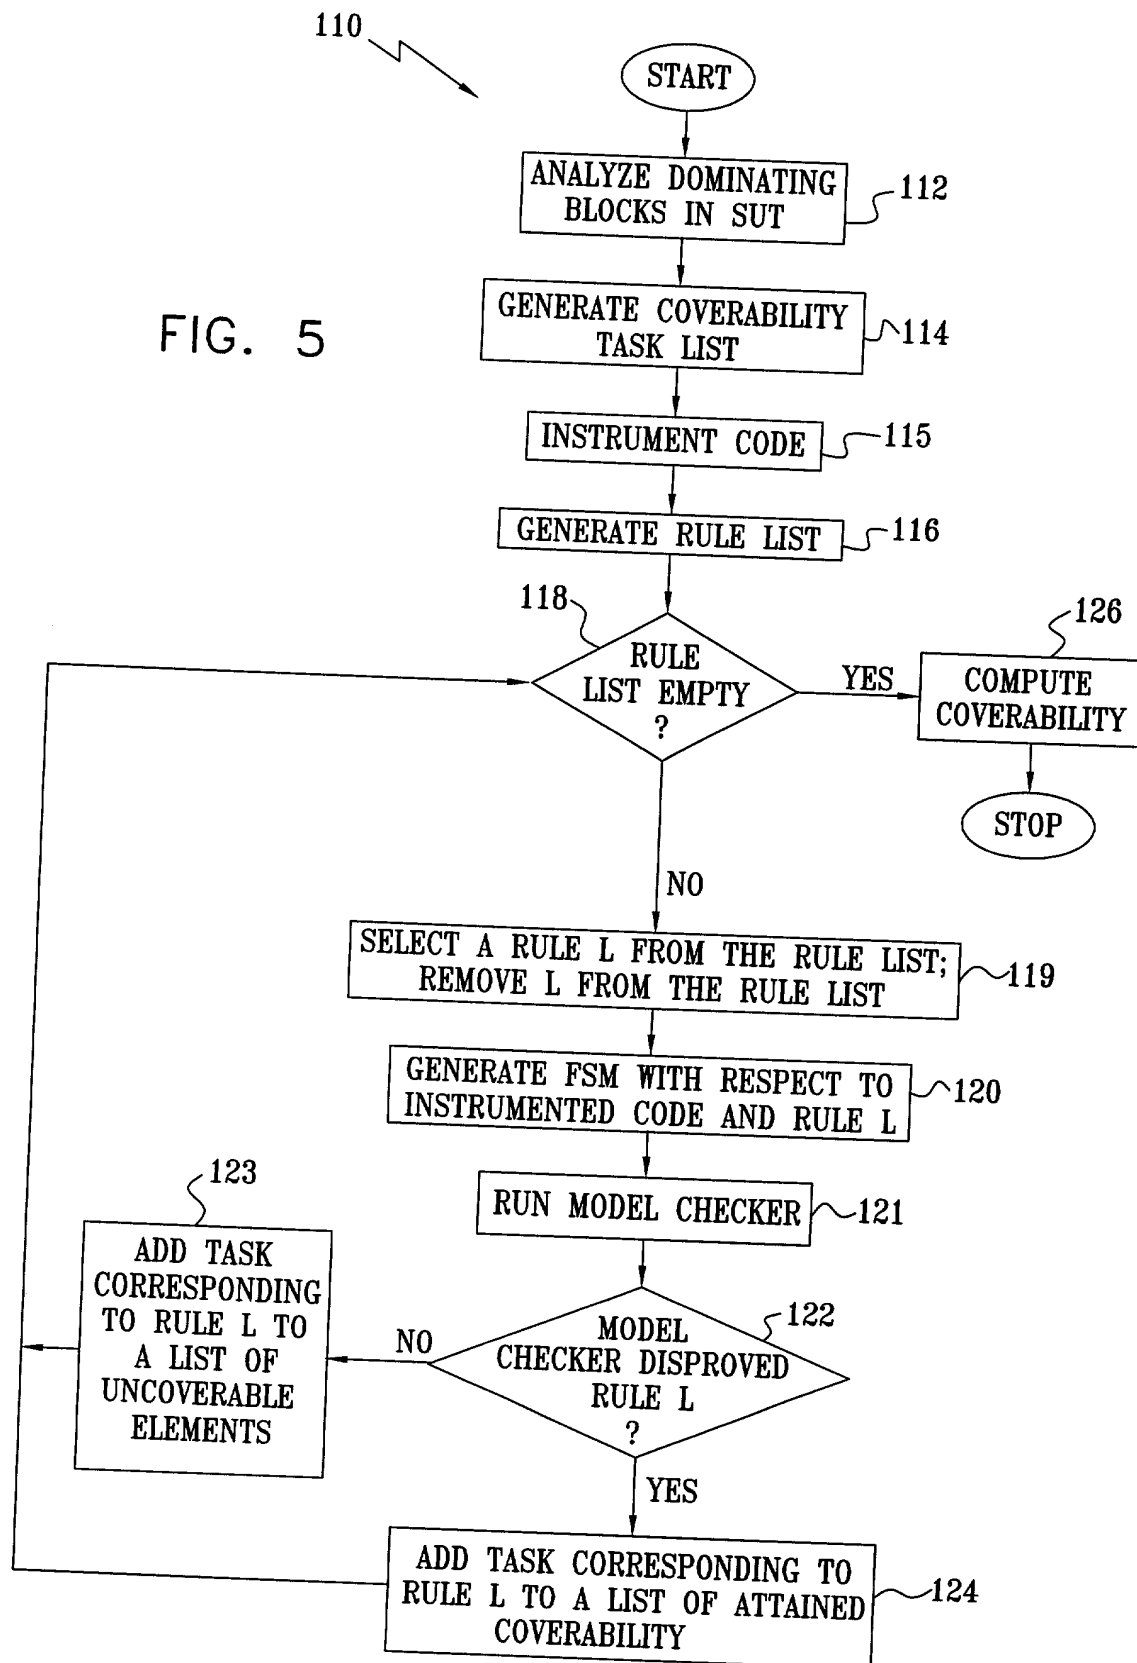 110
START
ANALYZE DOMINATING
BLOCKS IN SUT
112
GENERATE COVERABILITY
TASK LIST
114
FIG. 5
INSTRUMENT CODE
115
GENERATE RULE LIST
116
118
RULE
LIST EMPTY
?
YES
126
COMPUTE
COVERABILITY
STOP
NO
SELECT A RULE L FROM THE RULE LIST;
REMOVE L FROM THE RULE LIST
119
GENERATE FSM WITH RESPECT TO
INSTRUMENTED CODE AND RULE L
120
RUN MODEL CHECKER
121
MODEL
CHECKER DISPROVED
RULE L
?
122
NO
123
ADD TASK
CORRESPONDING
TO RULE L TO
A LIST OF
UNCOVERABLE
ELEMENTS
YES
ADD TASK CORRESPONDING TO
RULE L TO A LIST OF ATTAINED
COVERABILITY
124